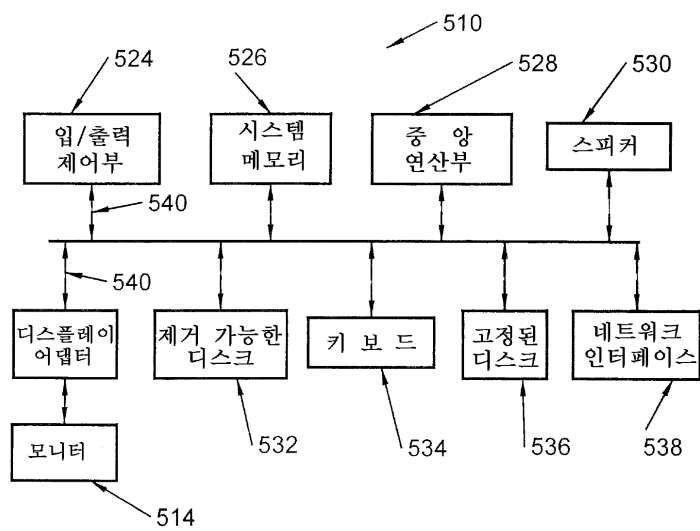 510
524
526
528
530
입/출력
제어부
시스템
메모리
중 앙
연산부
스피커
540
540
디스플레이
어댑터
제거 가능한
디스크
키 보 드
고정된
디스크
네트워크
인터페이스
모니터
532
534
536
538
514